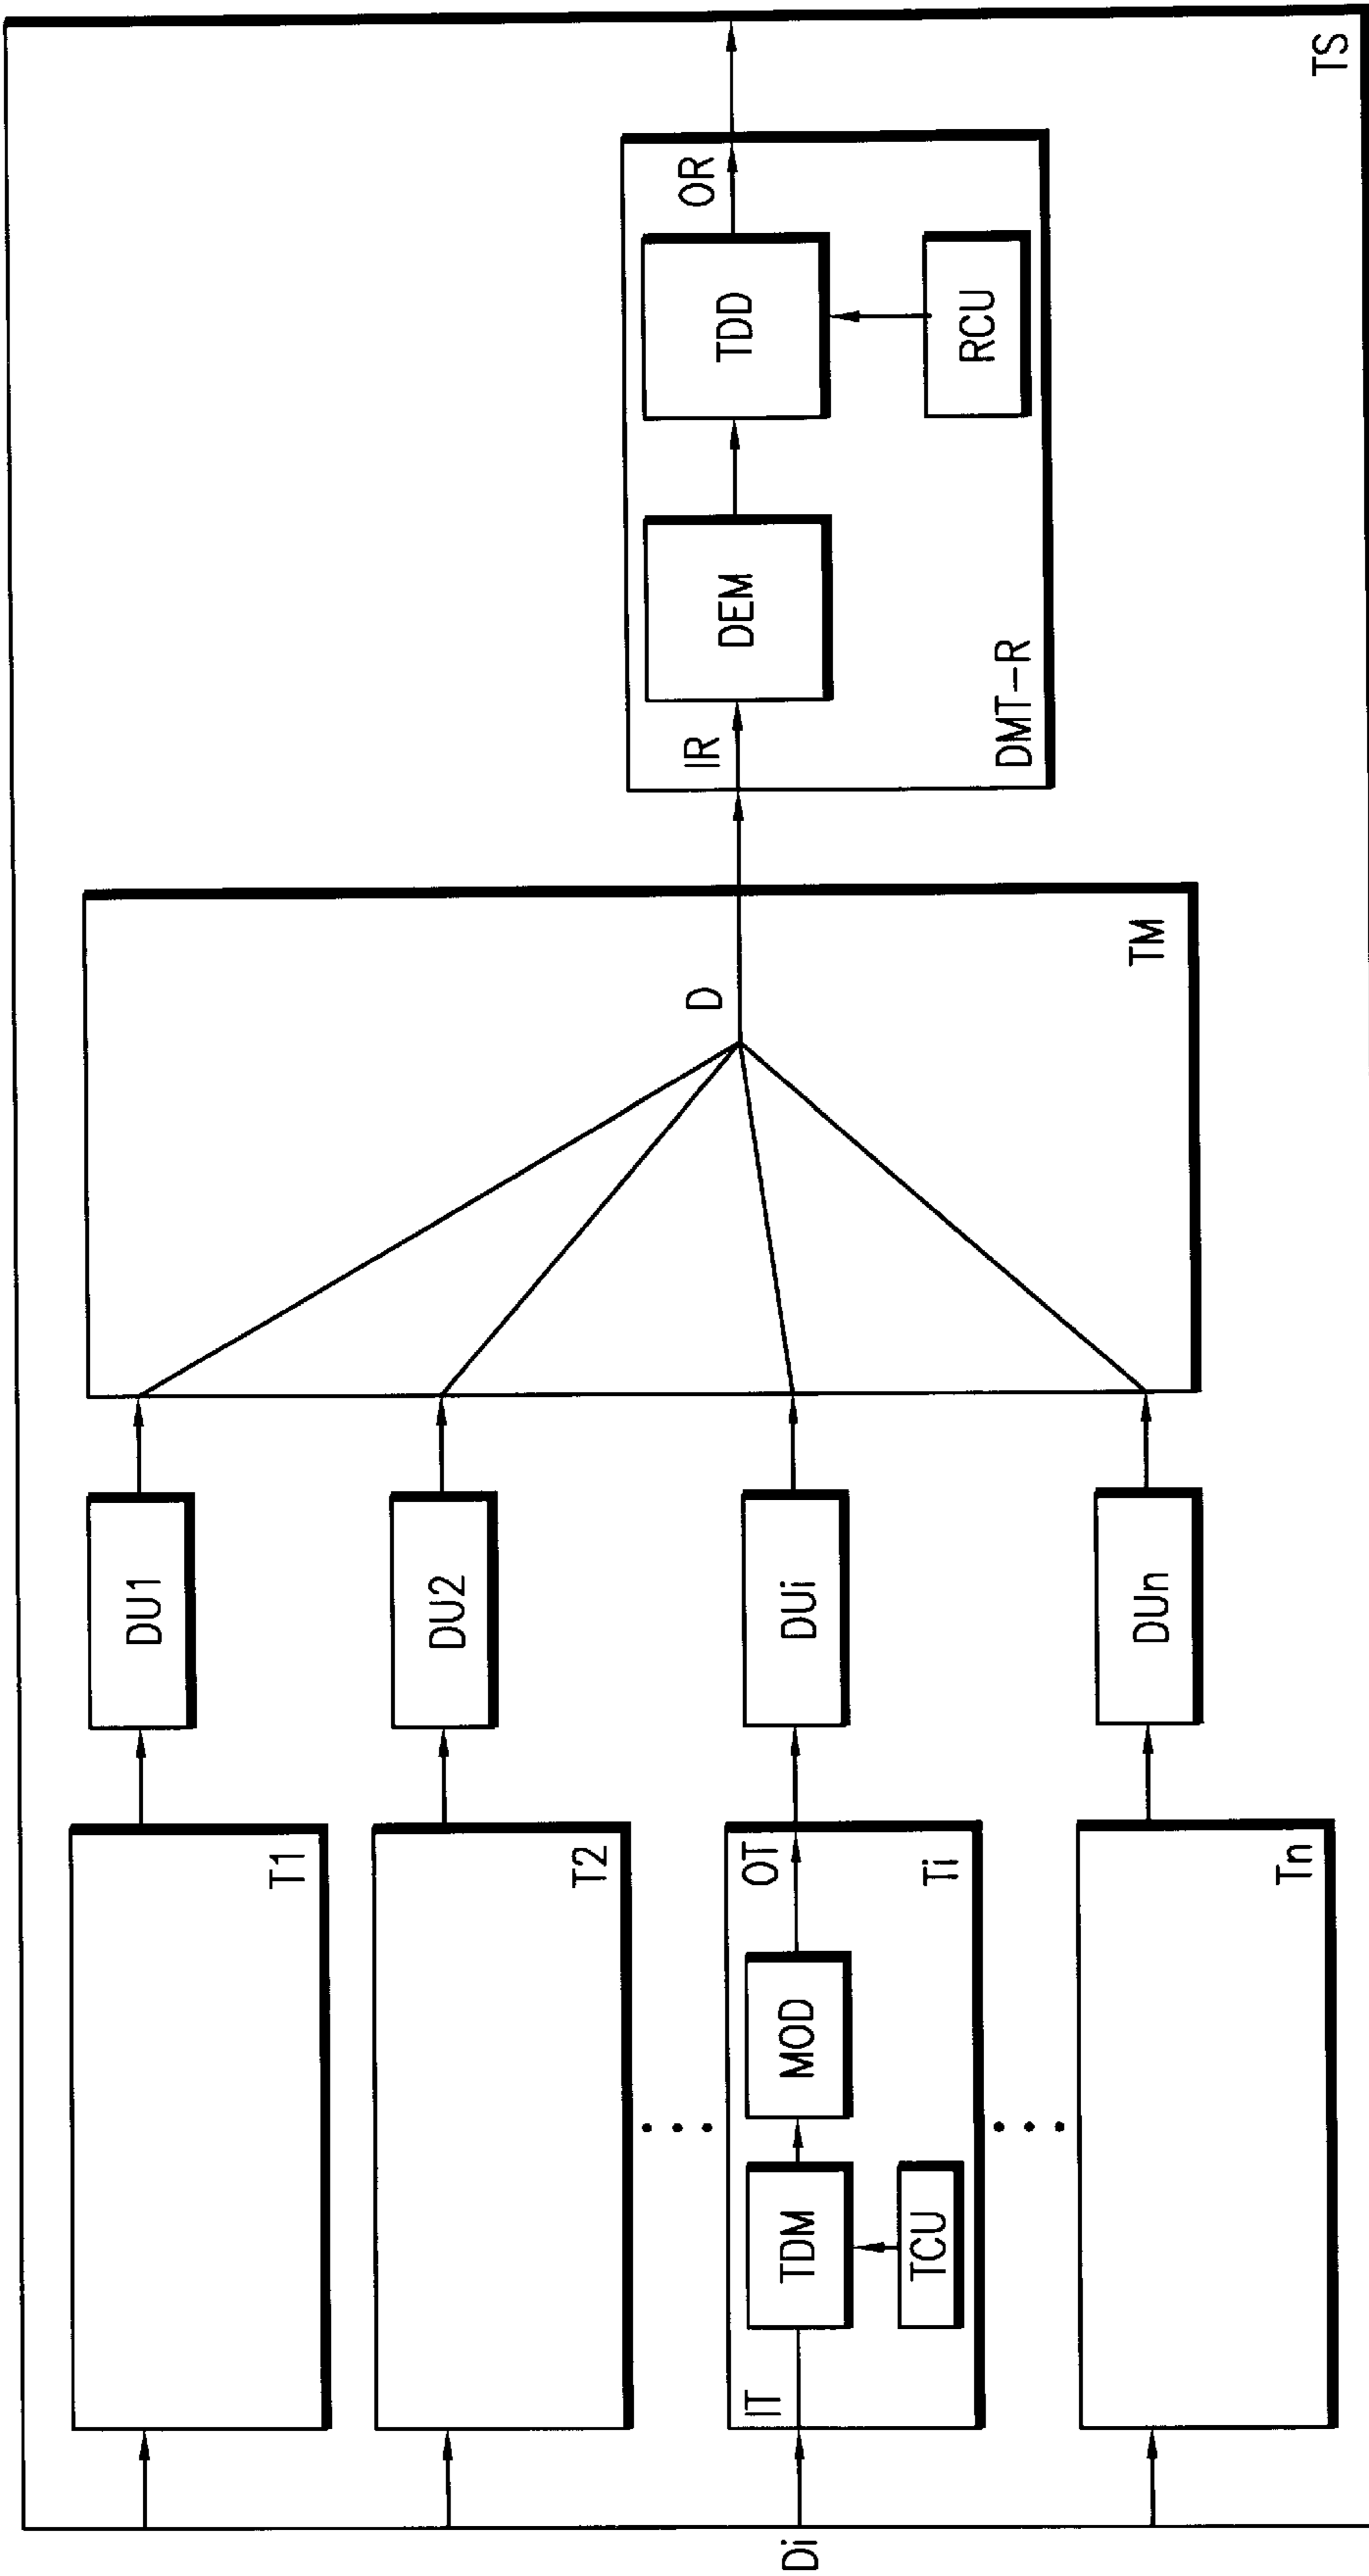 T1
DU1
T2
DU2
Di
IT
TDM
TCU
MOD
OT
Ti
DUi
Tn
DUn
D
TM
IR
DEM
TDD
OR
RCU
DMT-R
TS